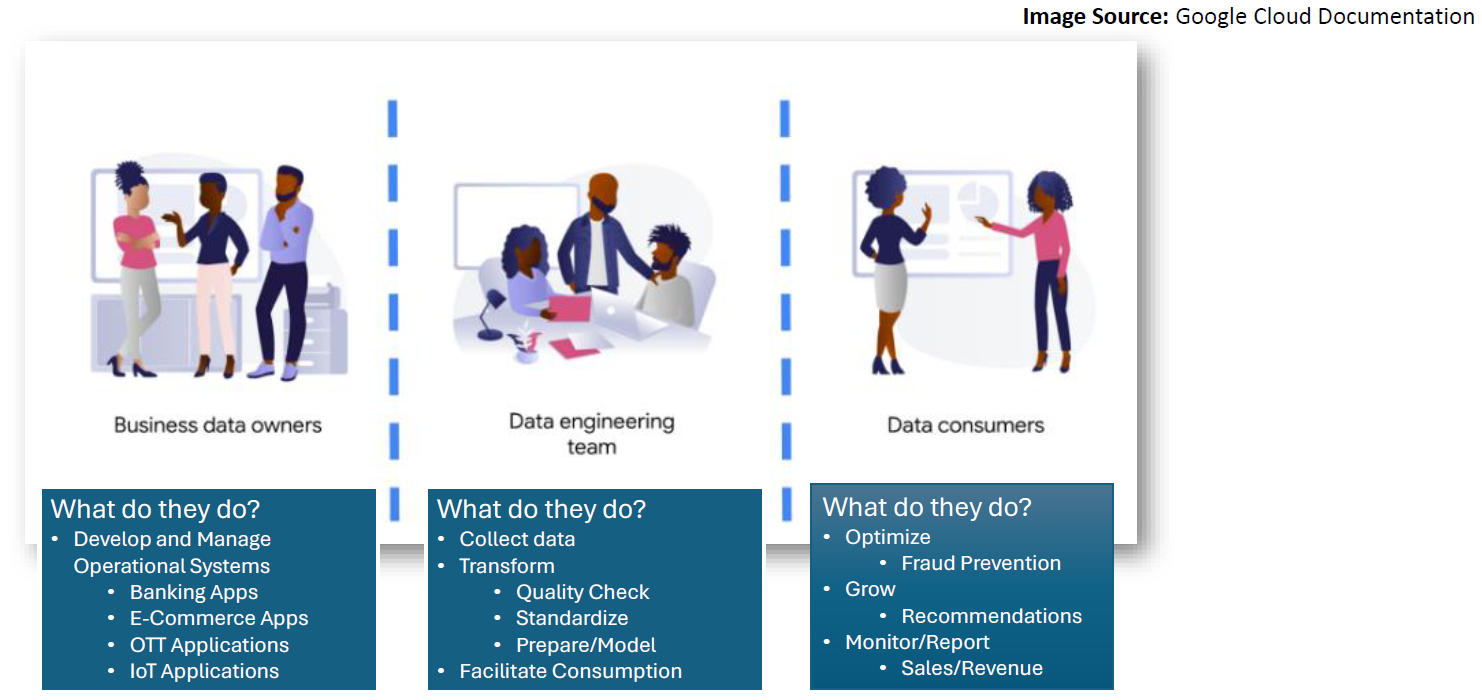 Image Source: Google Cloud Documentation
Business data owners
Data engineering
team
Data consumers
What do they do?
• Develop and Manage
Operational Systems
• Banking Apps
• E-Commerce Apps
• OTT Applications
• IoT Applications
What do they do?
• Collect data
• Transform
• Quality Check
• Standardize
• Prepare/Model
• Facilitate Consumption
What do they do?
• Optimize
• Fraud Prevention
• Grow
• Recommendations
• Monitor/Report
• Sales/Revenue